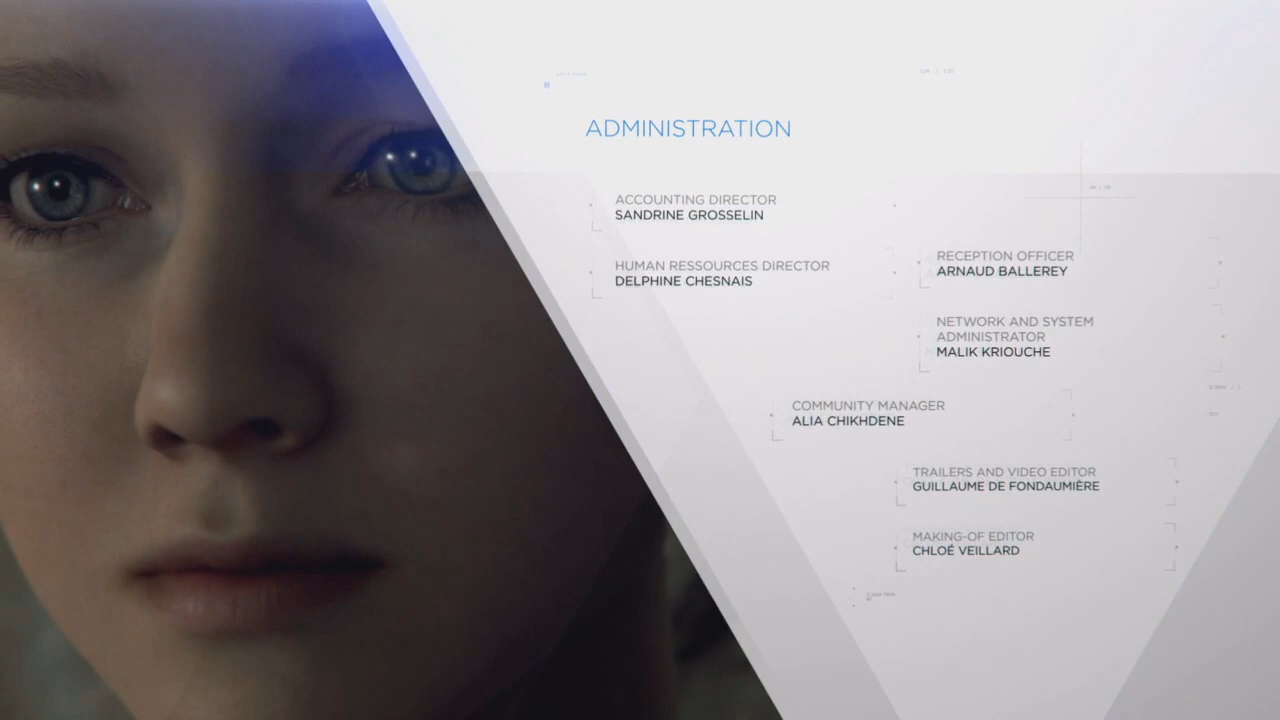 ADMINISTRATION
ACCOUNTING DIRECTOR
SANDRINE GROSSELIN
HUMAN RESSOURCES DIRECTOR
DELPHINE CHESNAIS
RECEPTION OFFICER
ARNAUD BALLEREY
NETWORK AND SYSTEM
ADMINISTRATOR
MALIK KRIOUCHE
COMMUNITY MANAGER
ALIA CHIKHDENE
TRAILERS AND VIDEO EDITOR
GUILLAUME DE FONDAUMIÈRE
MAKING-OF EDITOR
CHLOÉ VEILLARD